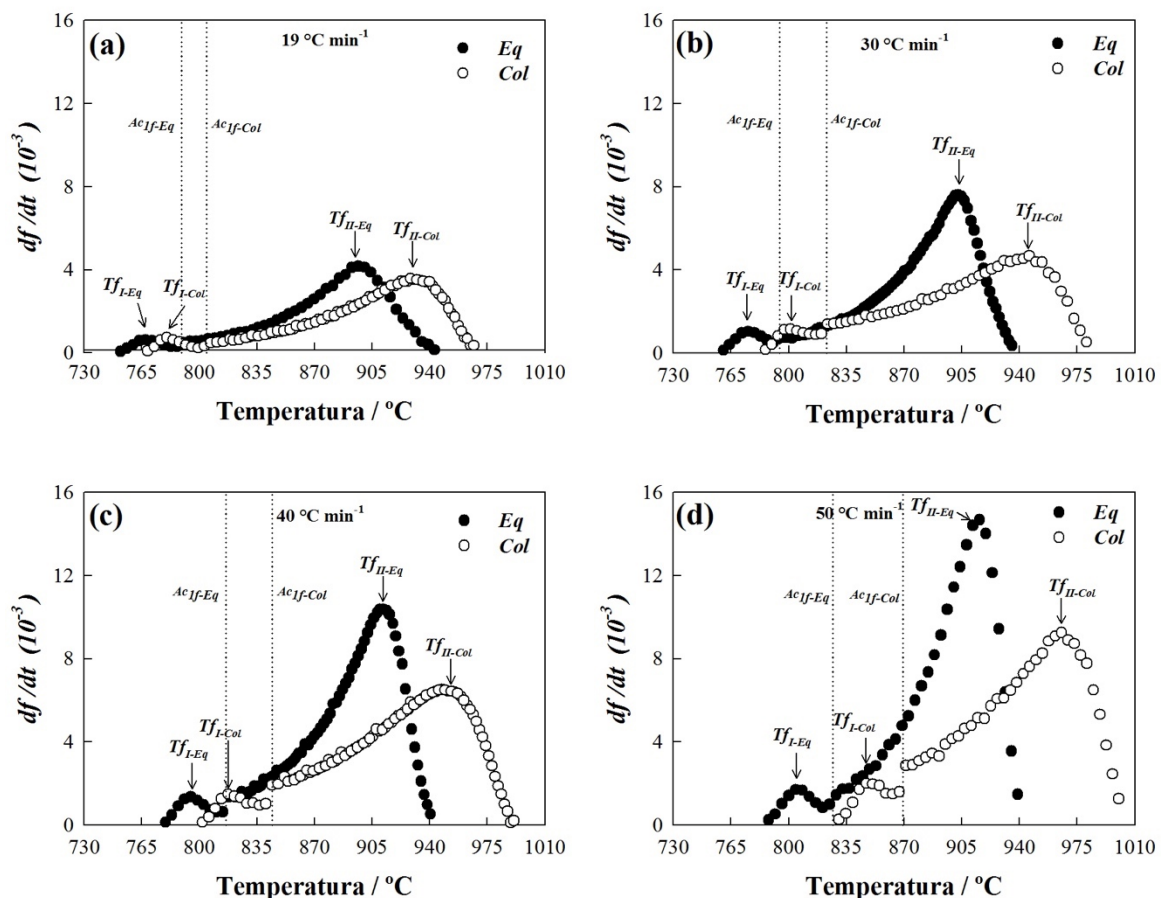 (a)
19 °C min⁻¹
Eq
Col
Ac1f-Eq
Ac1f-Col
TfI-Eq
TfI-Col
TfII-Eq
TfII-Col
df /dt (10⁻³)
16
12
8
4
0
730 765 800 835 870 905 940 975 1010
Temperatura / ºC
(b)
30 °C min⁻¹
Eq
Col
Ac1f-Eq
Ac1f-Col
TfI-Eq
TfI-Col
TfII-Eq
TfII-Col
df /dt (10⁻³)
16
12
8
4
0
730 765 800 835 870 905 940 975 1010
Temperatura / ºC
(c)
40 °C min⁻¹
Eq
Col
Ac1f-Eq
Ac1f-Col
TfI-Eq
TfI-Col
TfII-Eq
TfII-Col
df /dt (10⁻³)
16
12
8
4
0
730 765 800 835 870 905 940 975 1010
Temperatura / ºC
(d)
50 °C min⁻¹
Eq
Col
Ac1f-Eq
Ac1f-Col
TfI-Eq
TfI-Col
TfII-Eq
TfII-Col
df /dt (10⁻³)
16
12
8
4
0
730 765 800 835 870 905 940 975 1010
Temperatura / ºC